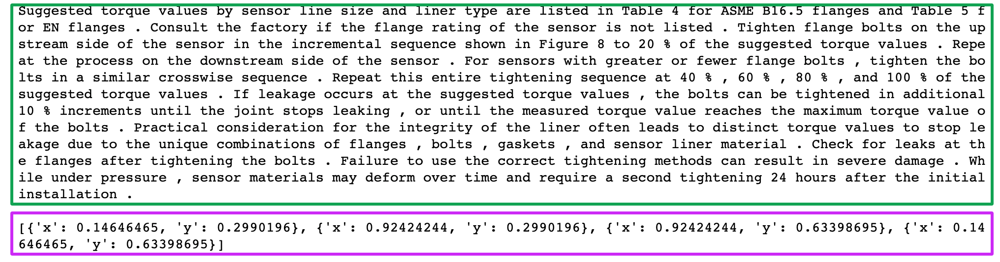 Suggested torque values by sensor line size and liner type are listed in Table 4 for ASME B16.5 flanges and Table 5 f
or EN flanges . Consult the factory if the flange rating of the sensor is not listed . Tighten flange bolts on the up
stream side of the sensor in the incremental sequence shown in Figure 8 to 20 % of the suggested torque values . Repe
at the process on the downstream side of the sensor . For sensors with greater or fewer flange bolts , tighten the bo
lts in a similar crosswise sequence . Repeat this entire tightening sequence at 40 % , 60 % , 80 % , and 100 % of the
suggested torque values . If leakage occurs at the suggested torque values , the bolts can be tightened in additional
10 % increments until the joint stops leaking , or until the measured torque value reaches the maximum torque value o
f the bolts . Practical consideration for the integrity of the liner often leads to distinct torque values to stop le
akage due to the unique combinations of flanges , bolts , gaskets , and sensor liner material . Check for leaks at th
e flanges after tightening the bolts . Failure to use the correct tightening methods can result in severe damage . Wh
ile under pressure , sensor materials may deform over time and require a second tightening 24 hours after the initial
installation .
[{'x': 0.14646465, 'y': 0.2990196}, {'x': 0.92424244, 'y': 0.2990196}, {'x': 0.92424244, 'y': 0.63398695}, {'x': 0.14
646465, 'y': 0.63398695}]